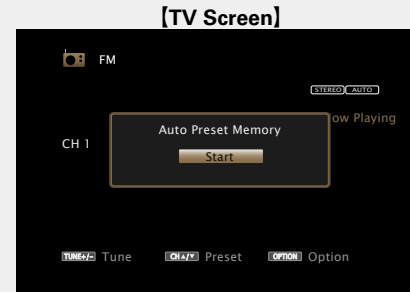 【TV Screen】
FM
STEREO AUTO
ow Playing
Auto Preset Memory
CH 1
Start
TUNE+/- Tune CH▲/▼ Preset OPTION Option